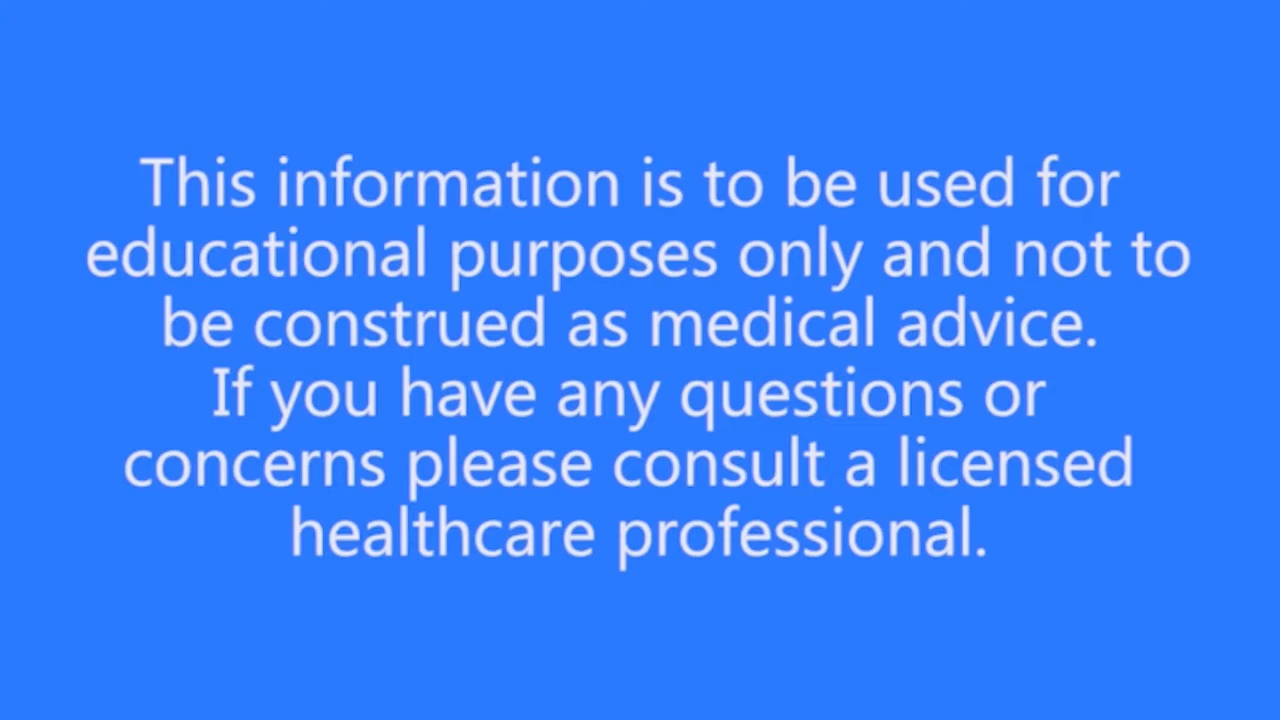 This information is to be used for
educational purposes only and not to
be construed as medical advice.
If you have any questions or
concerns please consult a licensed
healthcare professional.